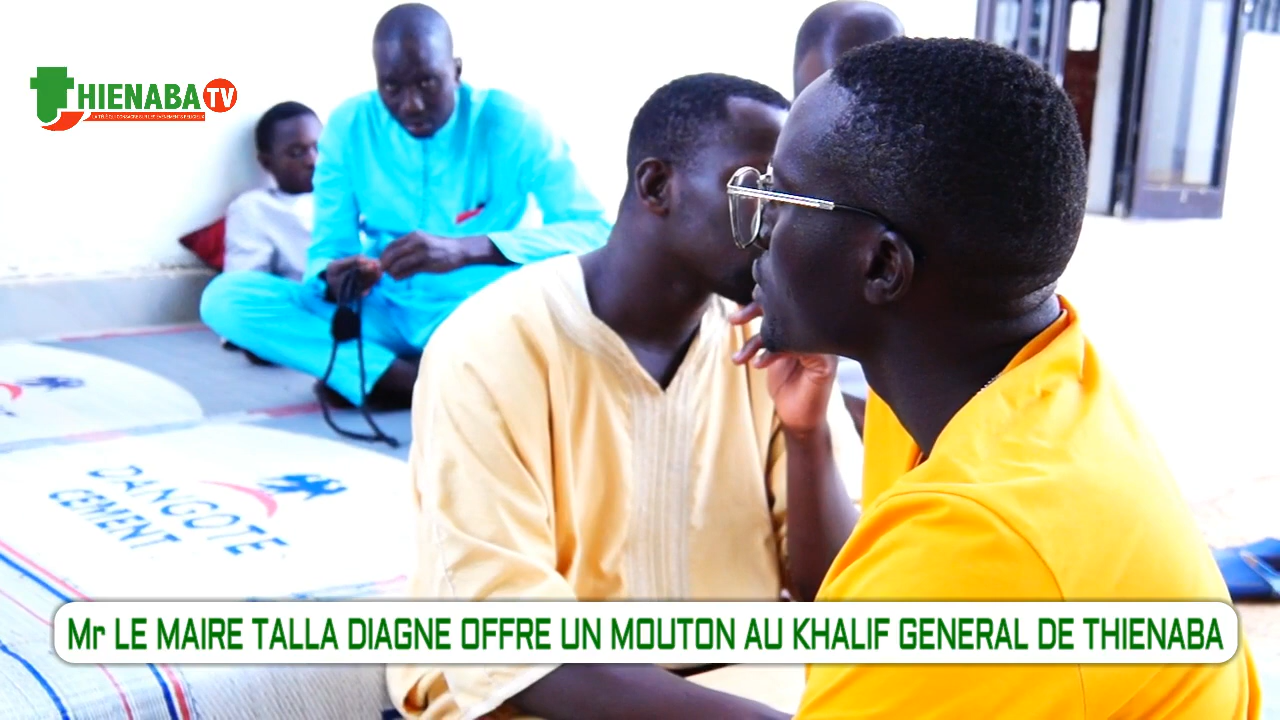 tHIENABA TV
DANGOTE
CEMENT
Mr LE MAIRE TALLA DIAGNE OFFRE UN MOUTON AU KHALIF GENERAL DE THIENABA